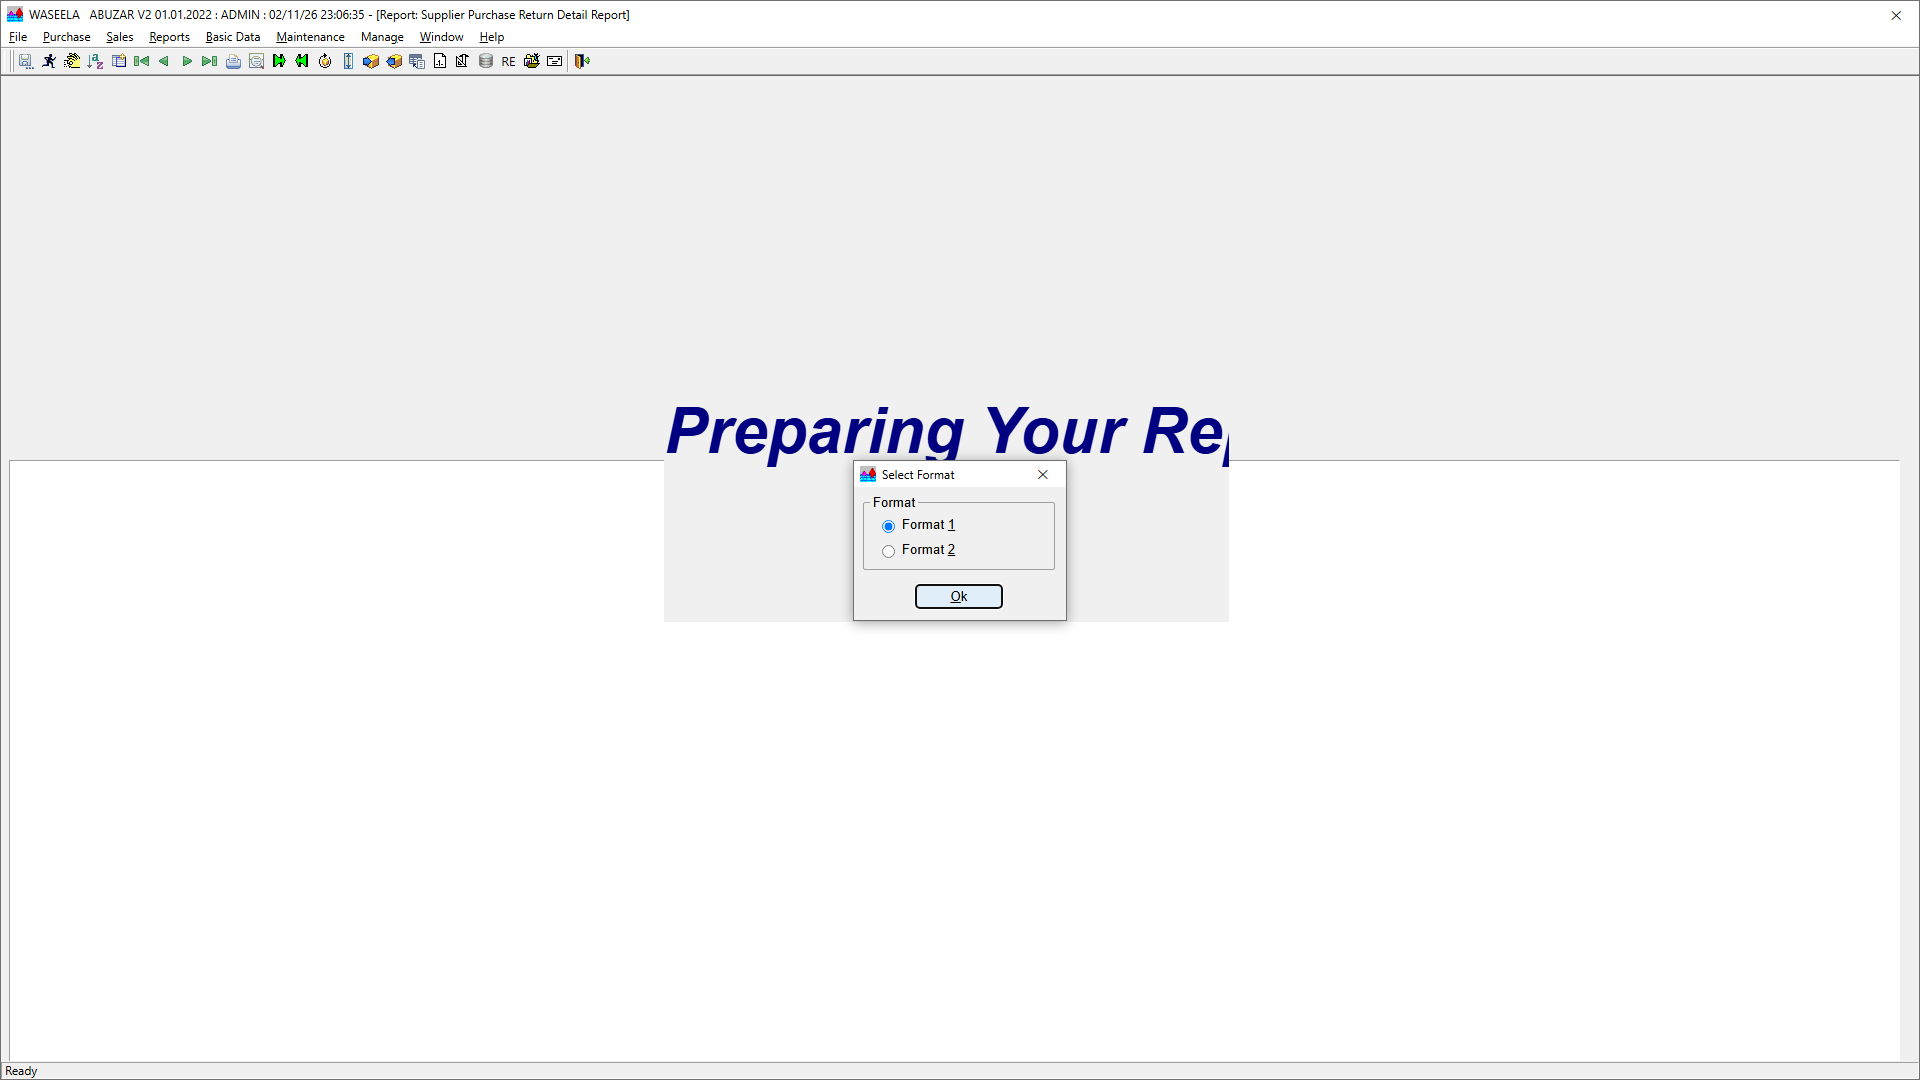 WASEELA   ABUZAR V2 01.01.2022 : ADMIN : 02/11/26 23:06:35 - [Report: Supplier Purchase Return Detail Report]
File Purchase Sales Reports Basic Data Maintenance Manage Window Help
RE
Preparing Your Rep
Select Format
Format
Format 1
Format 2
Ok
Ready